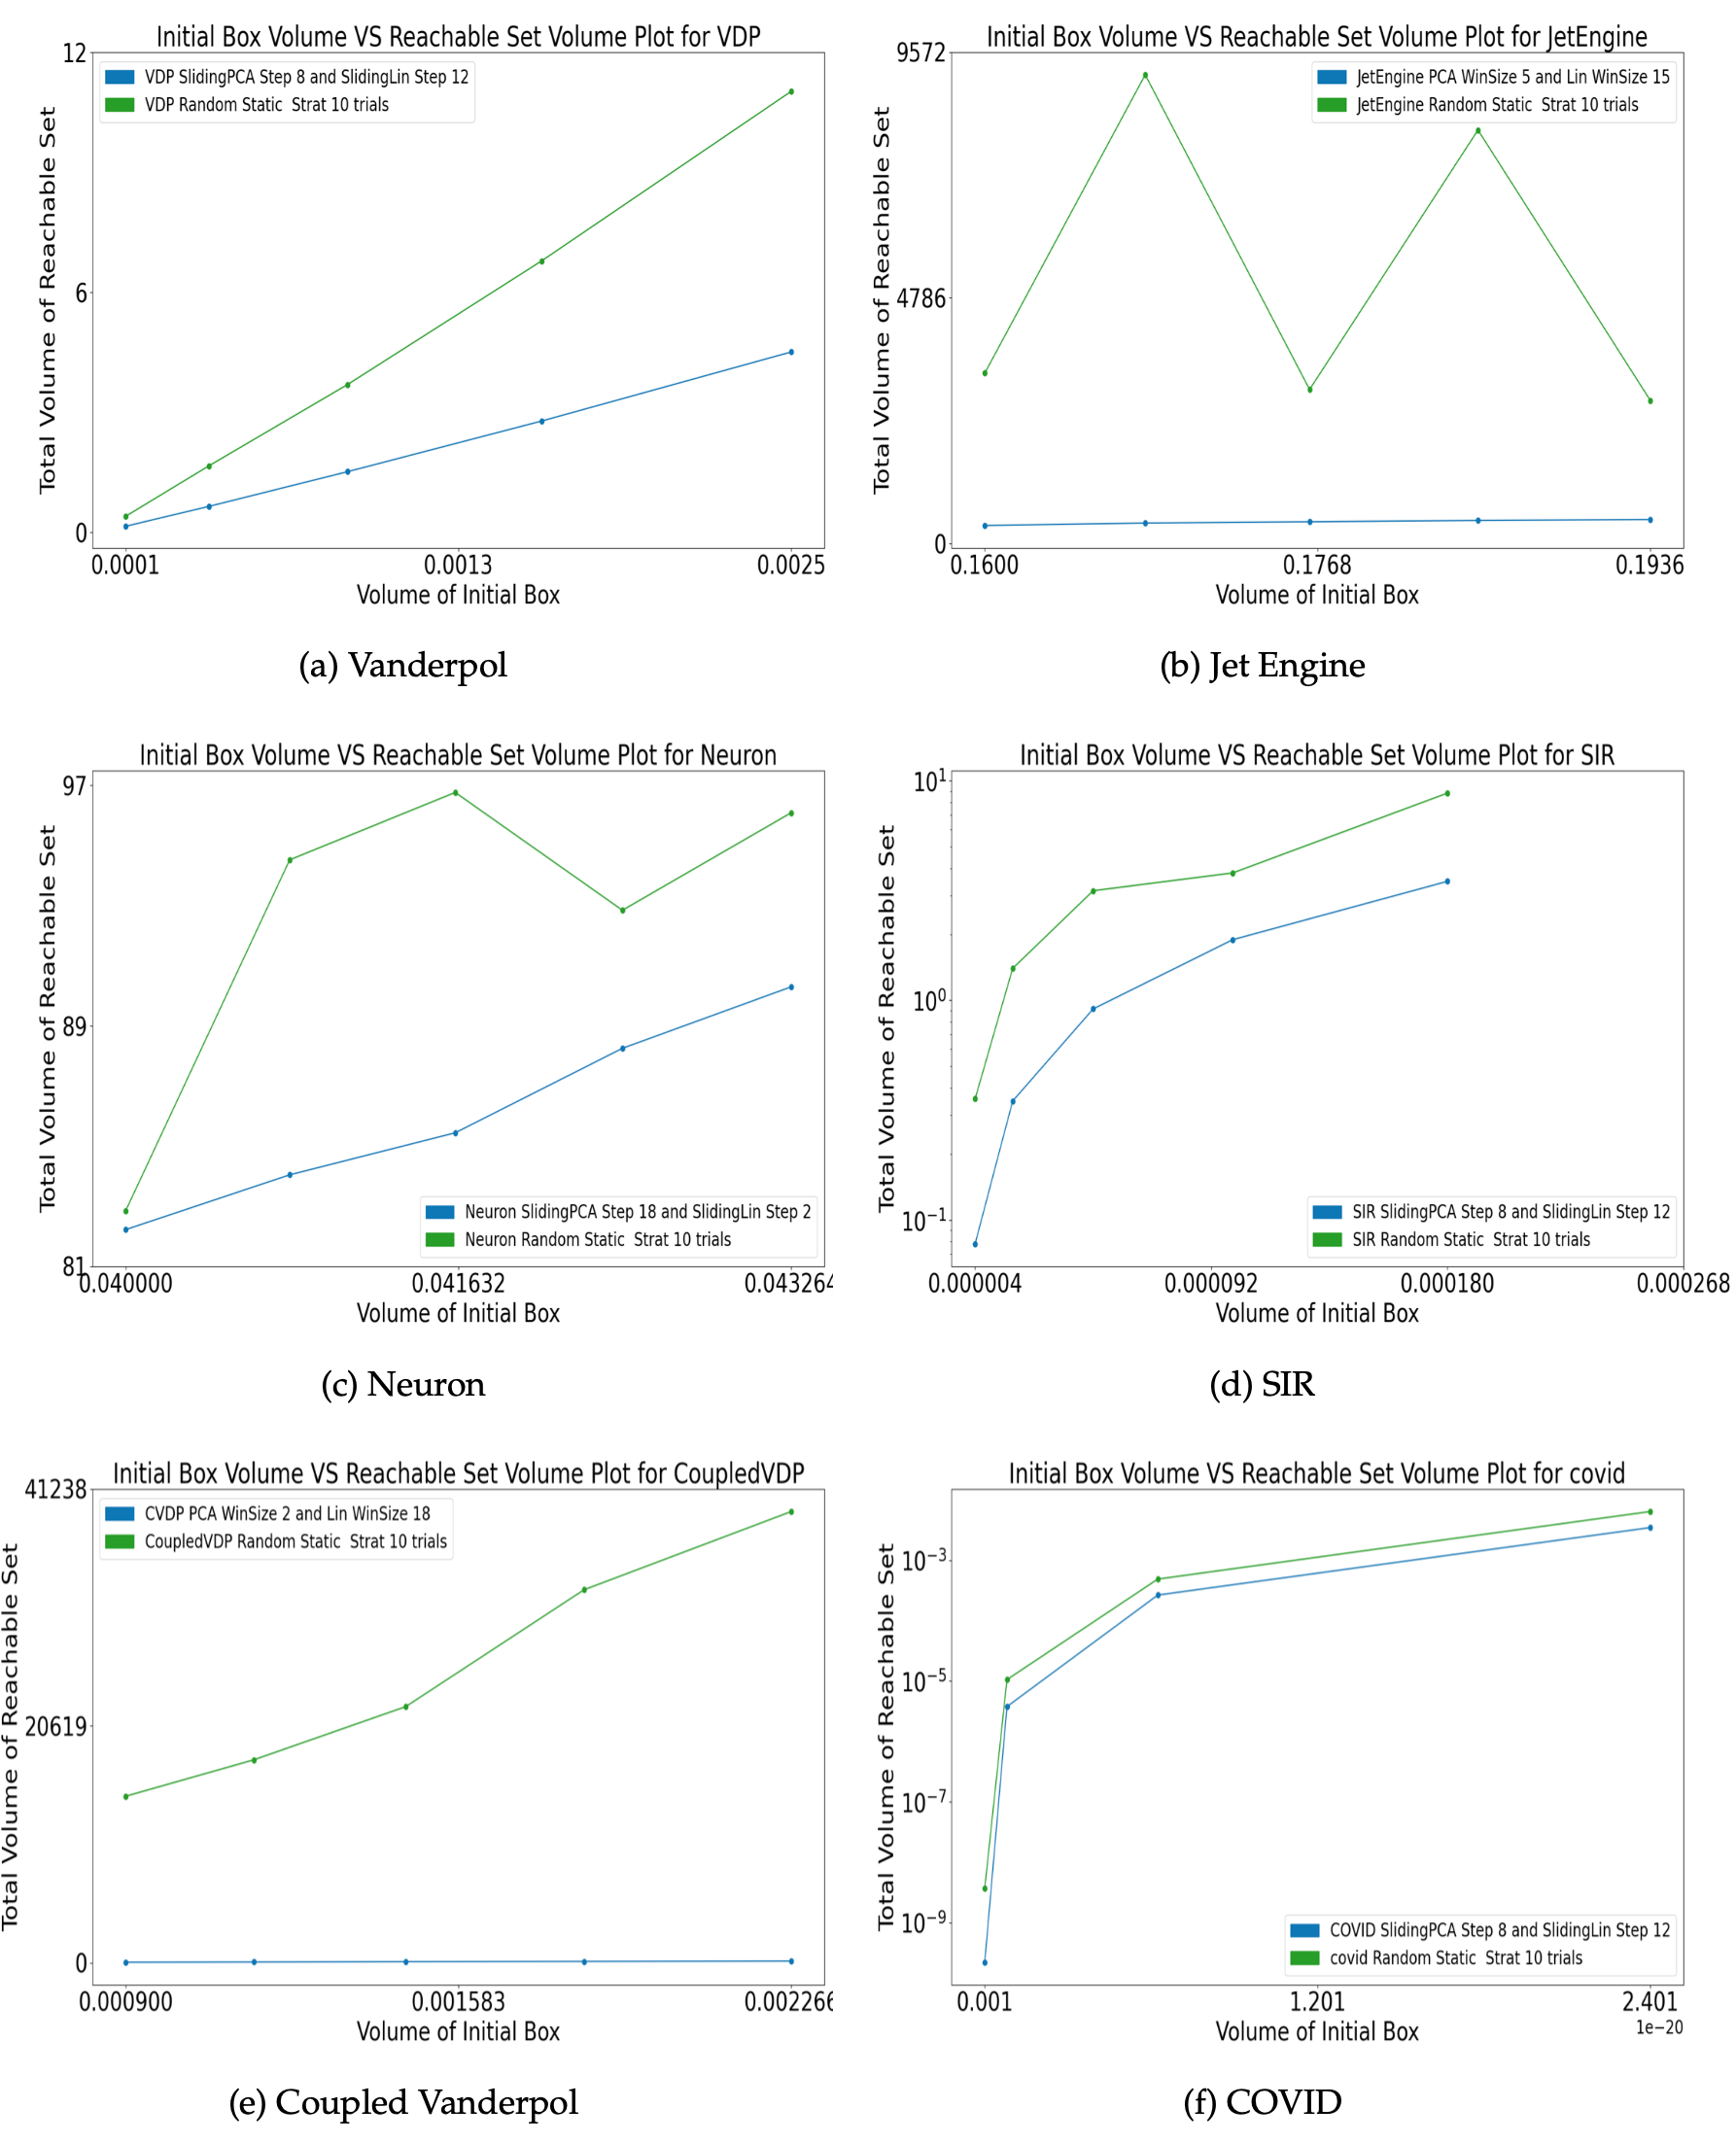 Initial Box Volume VS Reachable Set Volume Plot for VDP
12
6
0
Total Volume of Reachable Set
VDP SlidingPCA Step 8 and SlidingLin Step 12
VDP Random Static  Strat 10 trials
0.0001 0.0013 0.0025
Volume of Initial Box
(a) Vanderpol
Initial Box Volume VS Reachable Set Volume Plot for JetEngine
9572
4786
0
Total Volume of Reachable Set
JetEngine PCA WinSize 5 and Lin WinSize 15
JetEngine Random Static  Strat 10 trials
0.1600 0.1768 0.1936
Volume of Initial Box
(b) Jet Engine
Initial Box Volume VS Reachable Set Volume Plot for Neuron
97
89
81
Total Volume of Reachable Set
Neuron SlidingPCA Step 18 and SlidingLin Step 2
Neuron Random Static  Strat 10 trials
0.040000 0.041632 0.043264
Volume of Initial Box
(c) Neuron
Initial Box Volume VS Reachable Set Volume Plot for SIR
10¹
10⁰
10⁻¹
Total Volume of Reachable Set
SIR SlidingPCA Step 8 and SlidingLin Step 12
SIR Random Static  Strat 10 trials
0.000004 0.000092 0.000180 0.000268
Volume of Initial Box
(d) SIR
Initial Box Volume VS Reachable Set Volume Plot for CoupledVDP
41238
20619
0
Total Volume of Reachable Set
CVDP PCA WinSize 2 and Lin WinSize 18
CoupledVDP Random Static  Strat 10 trials
0.000900 0.001583 0.002266
Volume of Initial Box
(e) Coupled Vanderpol
Initial Box Volume VS Reachable Set Volume Plot for covid
10⁻³
10⁻⁵
10⁻⁷
10⁻⁹
Total Volume of Reachable Set
COVID SlidingPCA Step 8 and SlidingLin Step 12
covid Random Static  Strat 10 trials
0.001 1.201 2.401
1e−20
Volume of Initial Box
(f) COVID